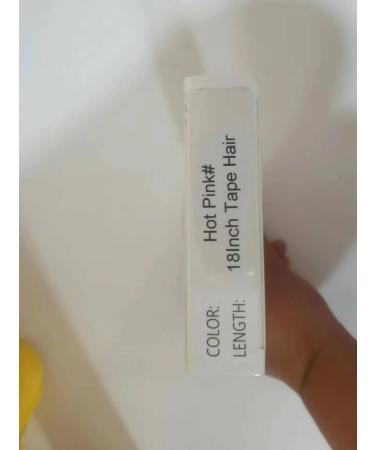 COLOR: Hot Pink#
LENGTH: 18Inch Tape Hair